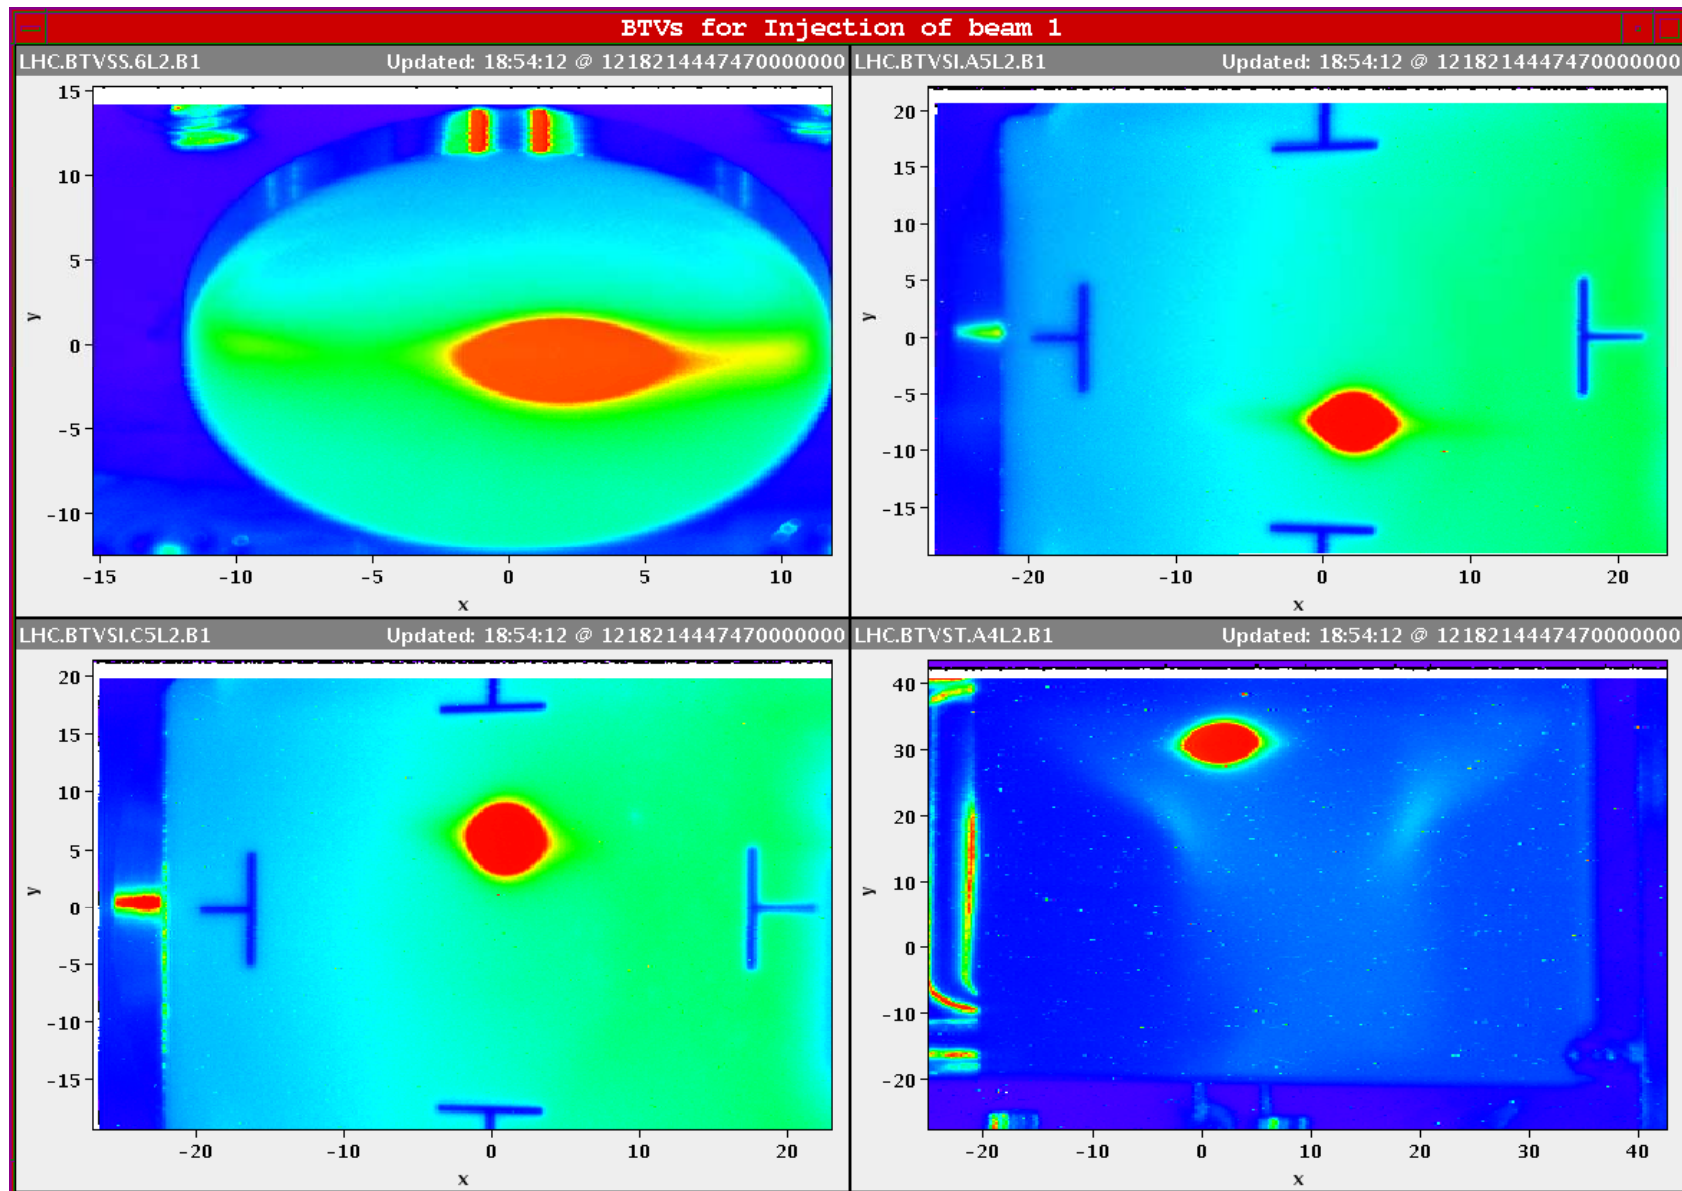 BTVs for Injection of beam 1
LHC.BTVSS.6L2.B1 Updated: 18:54:12 @ 1218214447470000000
15
10
5
0
-5
-10
-15 -10 -5 0 5 10
y
x
LHC.BTVSI.A5L2.B1 Updated: 18:54:12 @ 1218214447470000000
20
15
10
5
0
-5
-10
-15
-20 -10 0 10 20
y
x
LHC.BTVSI.C5L2.B1 Updated: 18:54:12 @ 1218214447470000000
20
15
10
5
0
-5
-10
-15
-20 -10 0 10 20
y
x
LHC.BTVST.A4L2.B1 Updated: 18:54:12 @ 1218214447470000000
40
30
20
10
0
-10
-20
-20 -10 0 10 20 30 40
y
x